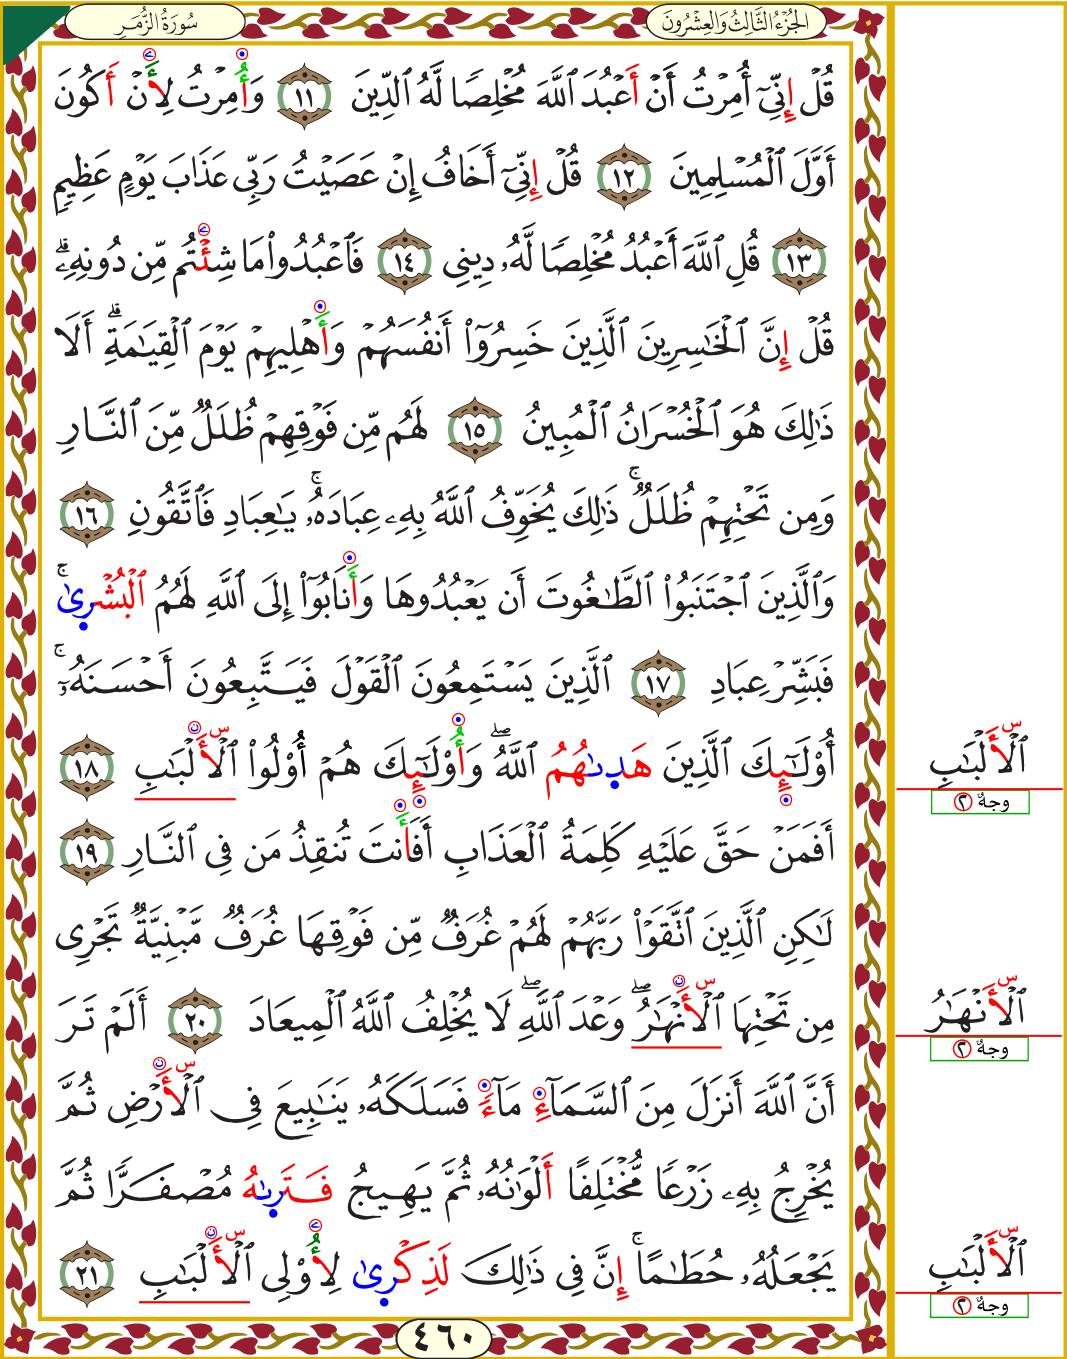 الجُزْءُ الثَّالِثُ وَالعِشْرُونَ
سُورَةُ الزُّمَرِ
قُلْ إِنِّيٓ أُمِرْتُ أَنْ أَعْبُدَ ٱللَّهَ مُخْلِصًا لَّهُ ٱلدِّينَ ١١ وَأُمِرْتُ لِأَنْ أَكُونَ
أَوَّلَ ٱلْمُسْلِمِينَ ١٢ قُلْ إِنِّيٓ أَخَافُ إِنْ عَصَيْتُ رَبِّي عَذَابَ يَوْمٍ عَظِيمٍ
١٣ قُلِ ٱللَّهَ أَعْبُدُ مُخْلِصًا لَّهُۥ دِينِي ١٤ فَٱعْبُدُوا۟ مَا شِئْتُم مِّن دُونِهِۦۗ
قُلْ إِنَّ ٱلْخَٰسِرِينَ ٱلَّذِينَ خَسِرُوٓا۟ أَنفُسَهُمْ وَأَهْلِيهِمْ يَوْمَ ٱلْقِيَٰمَةِۗ أَلَا
ذَٰلِكَ هُوَ ٱلْخُسْرَانُ ٱلْمُبِينُ ١٥ لَهُم مِّن فَوْقِهِمْ ظُلَلٌ مِّنَ ٱلنَّارِ
وَمِن تَحْتِهِمْ ظُلَلٌۚ ذَٰلِكَ يُخَوِّفُ ٱللَّهُ بِهِۦ عِبَادَهُۥۚ يَٰعِبَادِ فَٱتَّقُونِ ١٦
وَٱلَّذِينَ ٱجْتَنَبُوا۟ ٱلطَّٰغُوتَ أَن يَعْبُدُوهَا وَأَنَابُوٓا۟ إِلَى ٱللَّهِ لَهُمُ ٱلْبُشْرِىٰۚ
فَبَشِّرْ عِبَادِ ١٧ ٱلَّذِينَ يَسْتَمِعُونَ ٱلْقَوْلَ فَيَتَّبِعُونَ أَحْسَنَهُۥٓۚ
أُو۟لَٰٓئِكَ ٱلَّذِينَ هَدِىٰهُمُ ٱللَّهُۖ وَأُو۟لَٰٓئِكَ هُمْ أُو۟لُوا۟ ٱلْأَلْبَٰبِ ١٨
أَفَمَنْ حَقَّ عَلَيْهِ كَلِمَةُ ٱلْعَذَابِ أَفَأَنتَ تُنقِذُ مَن فِي ٱلنَّارِ ١٩
لَٰكِنِ ٱلَّذِينَ ٱتَّقَوْا۟ رَبَّهُمْ لَهُمْ غُرَفٌ مِّن فَوْقِهَا غُرَفٌ مَّبْنِيَّةٌ تَجْرِي
مِن تَحْتِهَا ٱلْأَنْهَٰرُۖ وَعْدَ ٱللَّهِۖ لَا يُخْلِفُ ٱللَّهُ ٱلْمِيعَادَ ٢٠ أَلَمْ تَرَ
أَنَّ ٱللَّهَ أَنزَلَ مِنَ ٱلسَّمَآءِ مَآءً فَسَلَكَهُۥ يَنَٰبِيعَ فِي ٱلْأَرْضِ ثُمَّ
يُخْرِجُ بِهِۦ زَرْعًا مُّخْتَلِفًا أَلْوَٰنُهُۥ ثُمَّ يَهِيجُ فَتَرِىٰهُ مُصْفَرًّا ثُمَّ
يَجْعَلُهُۥ حُطَٰمًاۚ إِنَّ فِي ذَٰلِكَ لَذِكْرِىٰ لِأُو۟لِي ٱلْأَلْبَٰبِ ٢١
٤٦٠
ٱلْأَلْبَٰبِ
وجهٌ ٢
ٱلْأَنْهَٰرُ
وجهٌ ٢
ٱلْأَلْبَٰبِ
وجهٌ ٢